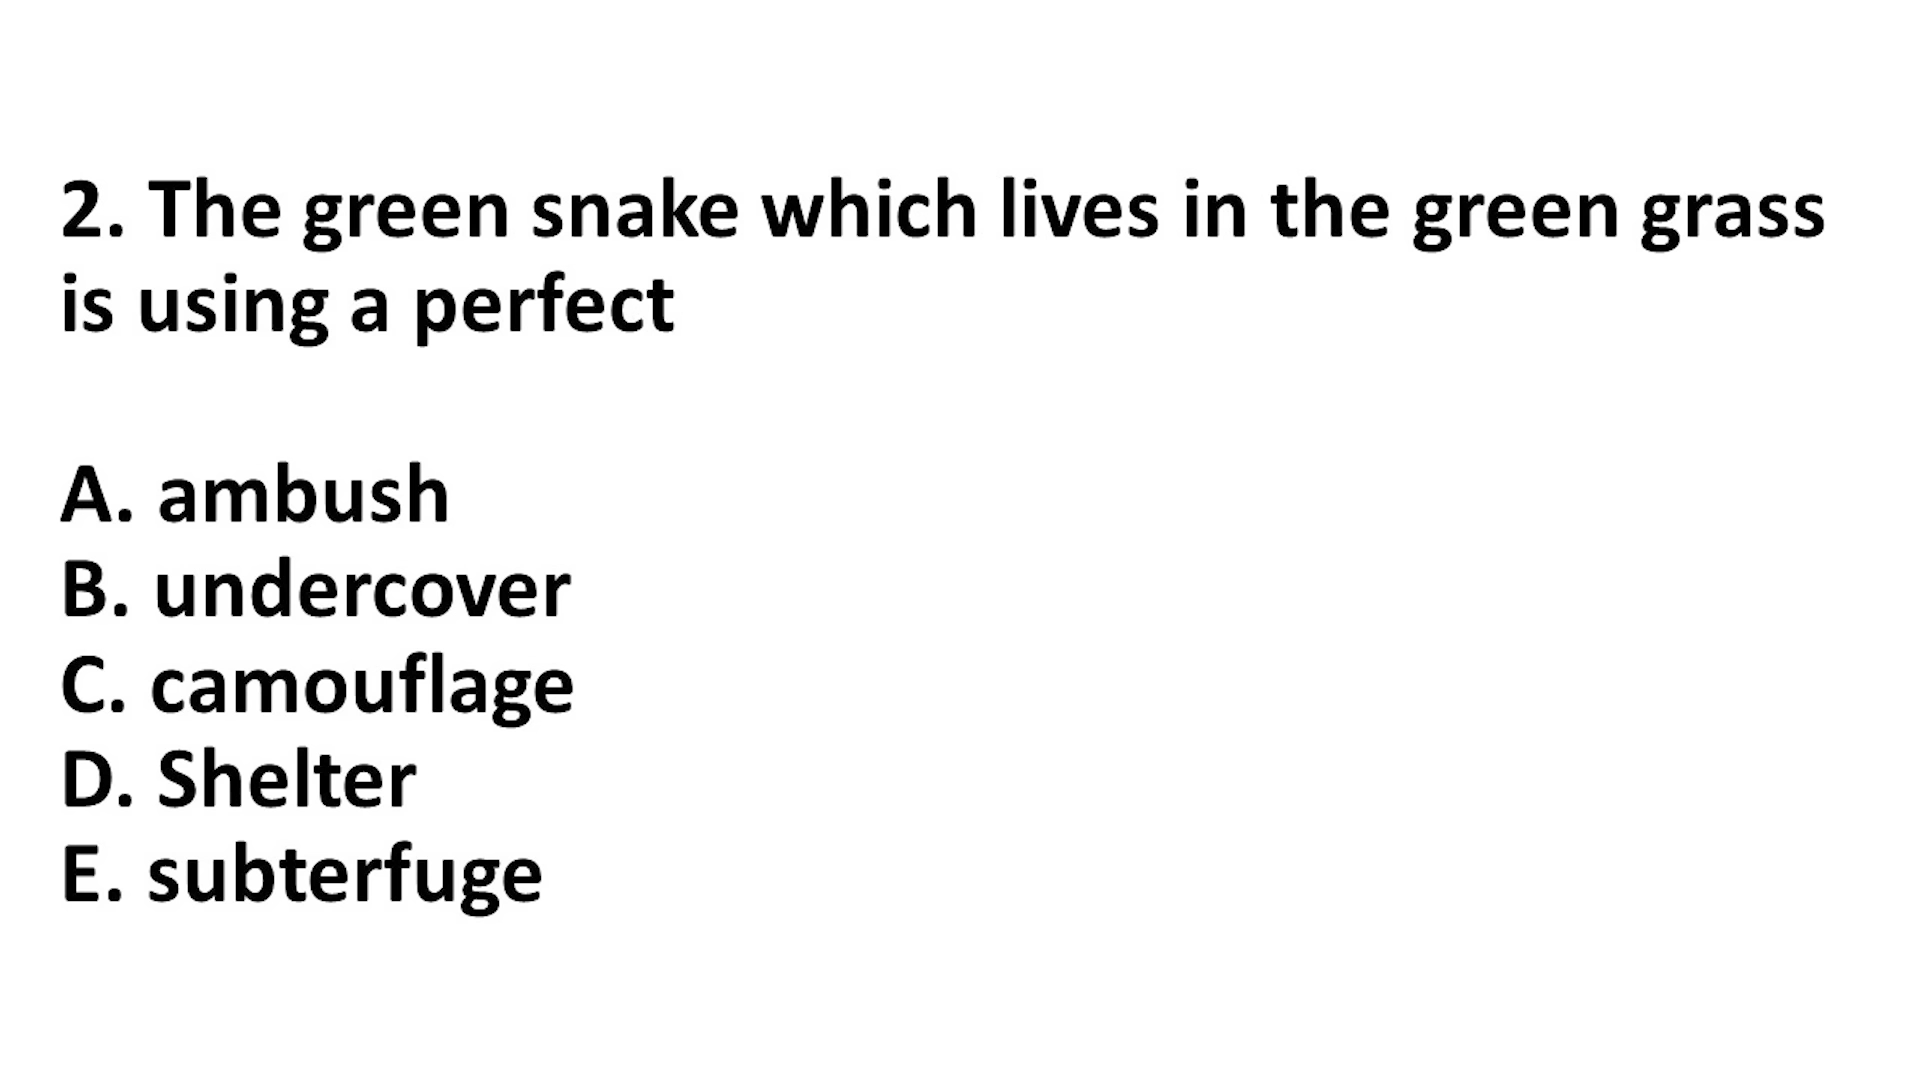 2. The green snake which lives in the green grass
is using a perfect
A. ambush
B. undercover
C. camouflage
D. Shelter
E. subterfuge